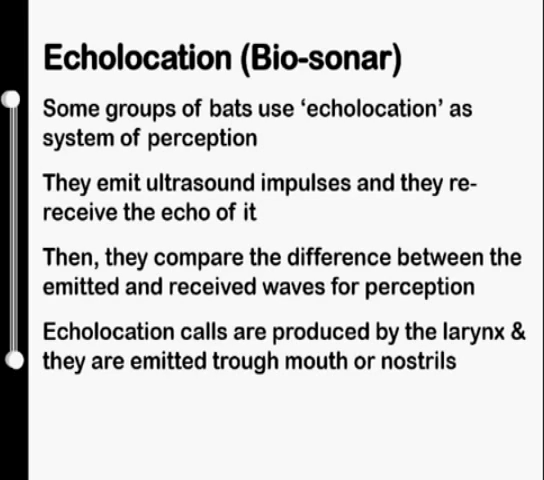 Echolocation (Bio-sonar)
Some groups of bats use ‘echolocation’ as
system of perception
They emit ultrasound impulses and they re-
receive the echo of it
Then, they compare the difference between the
emitted and received waves for perception
Echolocation calls are produced by the larynx &
they are emitted trough mouth or nostrils